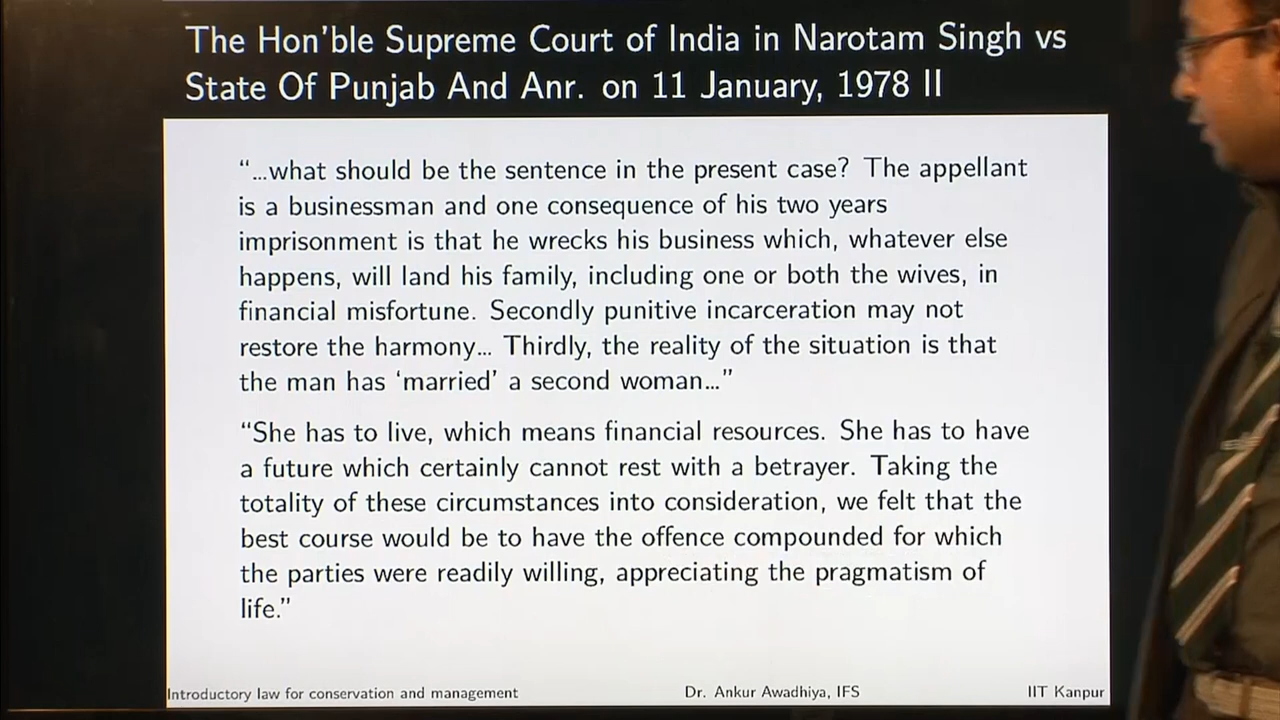 The Hon'ble Supreme Court of India in Narotam Singh vs
State Of Punjab And Anr. on 11 January, 1978 II
“...what should be the sentence in the present case? The appellant
is a businessman and one consequence of his two years
imprisonment is that he wrecks his business which, whatever else
happens, will land his family, including one or both the wives, in
financial misfortune. Secondly punitive incarceration may not
restore the harmony... Thirdly, the reality of the situation is that
the man has ‘married’ a second woman...”
“She has to live, which means financial resources. She has to have
a future which certainly cannot rest with a betrayer. Taking the
totality of these circumstances into consideration, we felt that the
best course would be to have the offence compounded for which
the parties were readily willing, appreciating the pragmatism of
life.”
Introductory law for conservation and management Dr. Ankur Awadhiya, IFS IIT Kanpur